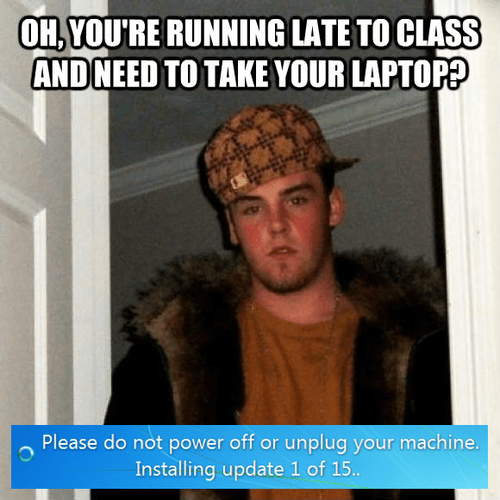 OH, YOU'RE RUNNING LATE TO CLASS
AND NEED TO TAKE YOUR LAPTOP?
Please do not power off or unplug your machine.
Installing update 1 of 15..